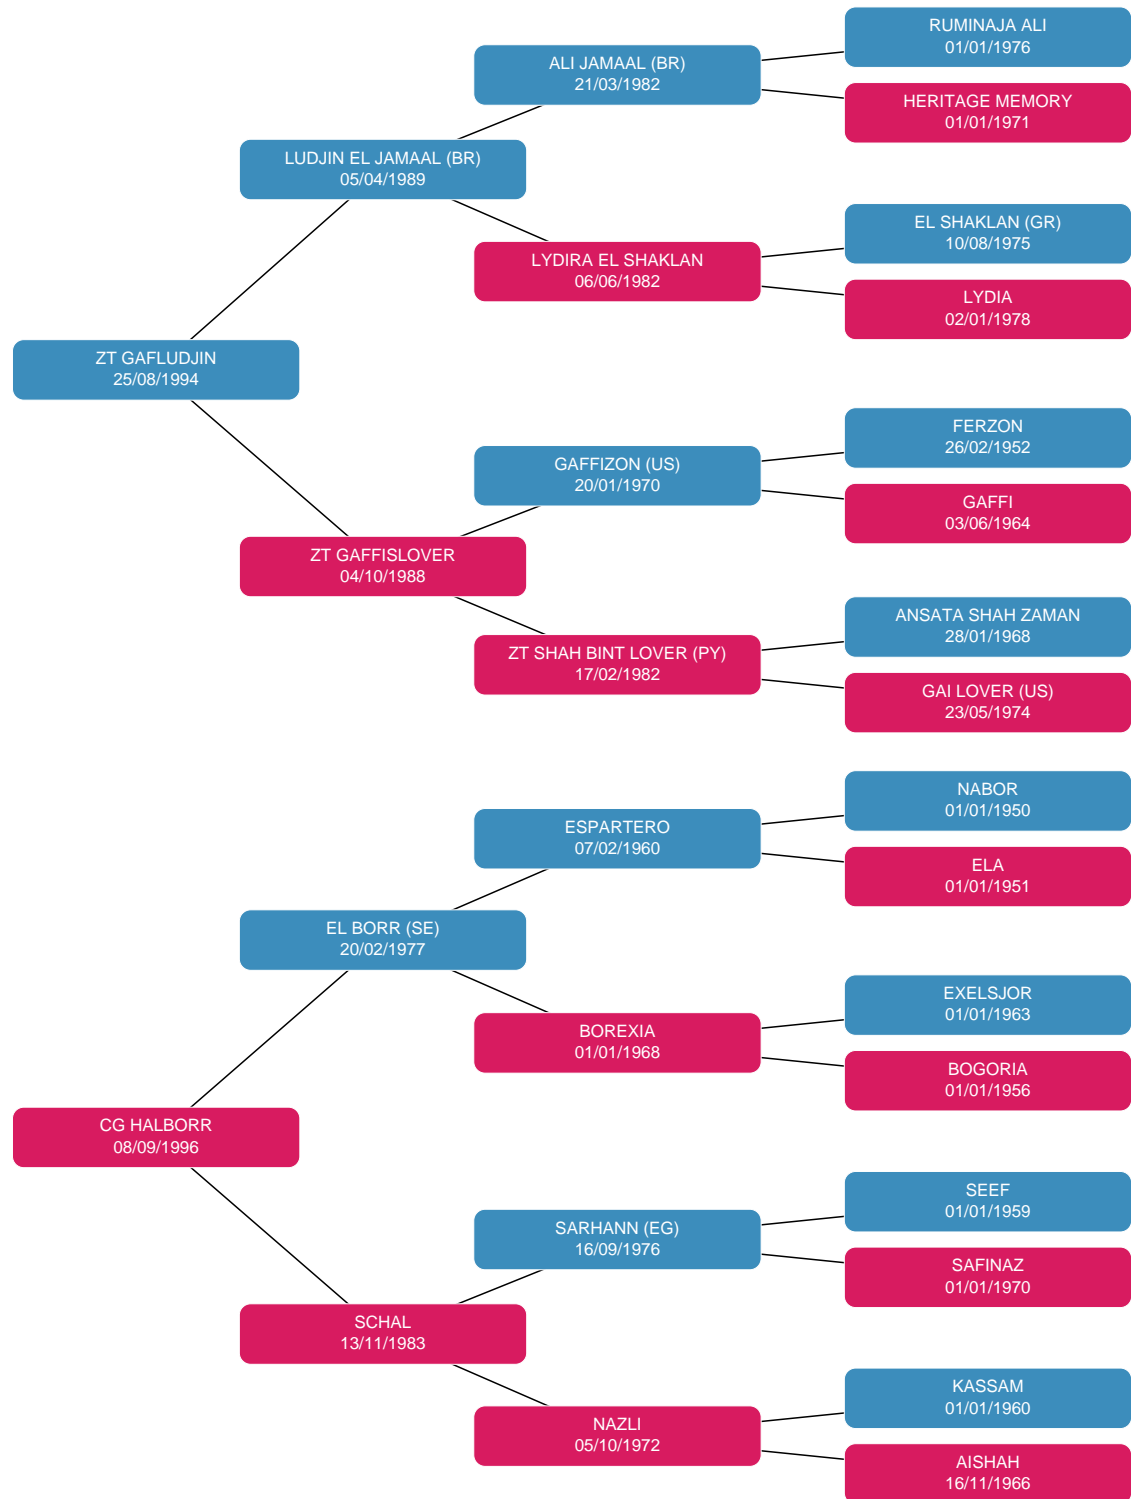 RUMINAJA ALI
01/01/1976
ALI JAMAAL (BR)
21/03/1982
HERITAGE MEMORY
01/01/1971
LUDJIN EL JAMAAL (BR)
05/04/1989
EL SHAKLAN (GR)
10/08/1975
LYDIRA EL SHAKLAN
06/06/1982
LYDIA
02/01/1978
ZT GAFLUDJIN
25/08/1994
FERZON
26/02/1952
GAFFIZON (US)
20/01/1970
GAFFI
03/06/1964
ZT GAFFISLOVER
04/10/1988
ANSATA SHAH ZAMAN
28/01/1968
ZT SHAH BINT LOVER (PY)
17/02/1982
GAI LOVER (US)
23/05/1974
NABOR
01/01/1950
ESPARTERO
07/02/1960
ELA
01/01/1951
EL BORR (SE)
20/02/1977
EXELSJOR
01/01/1963
BOREXIA
01/01/1968
BOGORIA
01/01/1956
CG HALBORR
08/09/1996
SEEF
01/01/1959
SARHANN (EG)
16/09/1976
SAFINAZ
01/01/1970
SCHAL
13/11/1983
KASSAM
01/01/1960
NAZLI
05/10/1972
AISHAH
16/11/1966